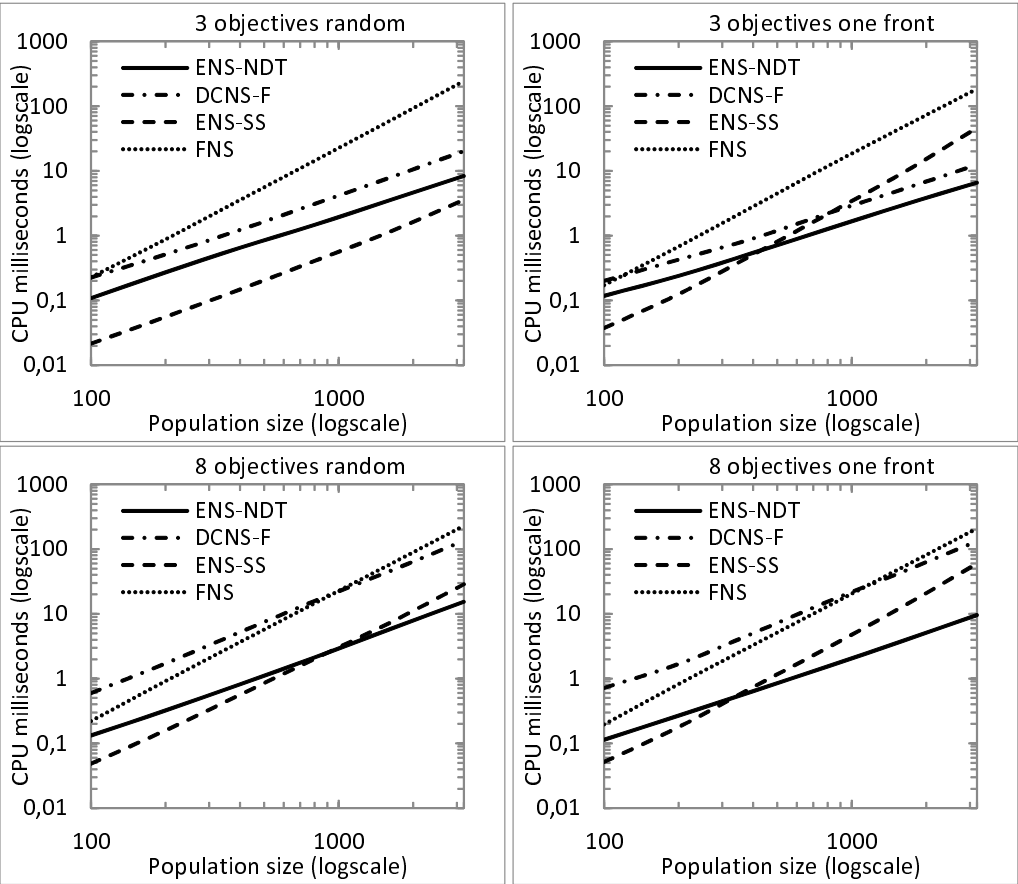 3 objectives random
CPU milliseconds (logscale)
1000
100
10
1
0,1
0,01
ENS-NDT
DCNS-F
ENS-SS
FNS
100 1000
Population size (logscale)
3 objectives one front
CPU milliseconds (logscale)
1000
100
10
1
0,1
0,01
ENS-NDT
DCNS-F
ENS-SS
FNS
100 1000
Population size (logscale)
8 objectives random
CPU milliseconds (logscale)
1000
100
10
1
0,1
0,01
ENS-NDT
DCNS-F
ENS-SS
FNS
100 1000
Population size (logscale)
8 objectives one front
CPU milliseconds (logscale)
1000
100
10
1
0,1
0,01
ENS-NDT
DCNS-F
ENS-SS
FNS
100 1000
Population size (logscale)